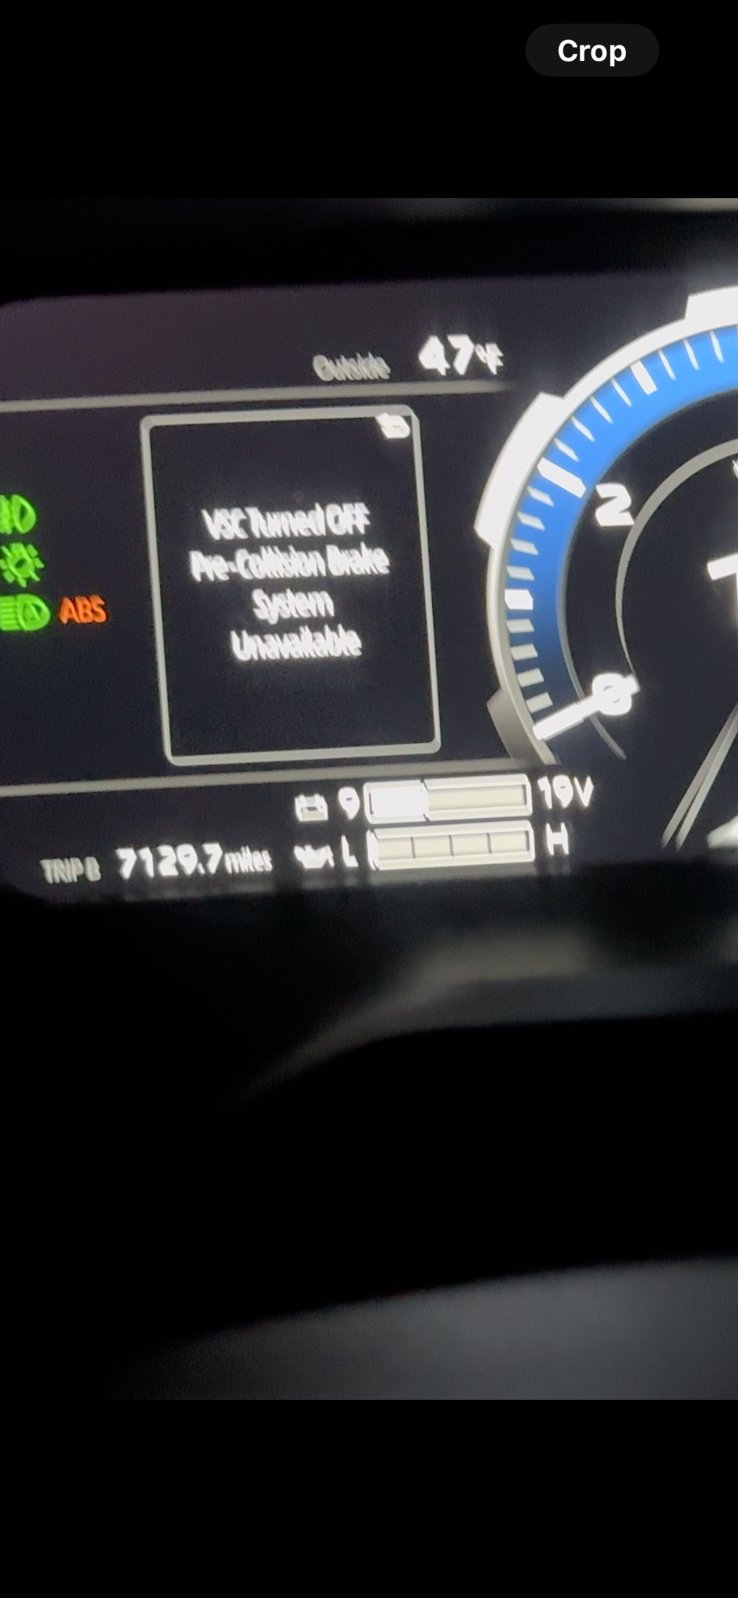 Crop
Outside 47°F
VSC Turned OFF
Pre-Collision Brake
System
Unavailable
ABS
2
0
9 19V
TRIP B 7129.7 miles L H